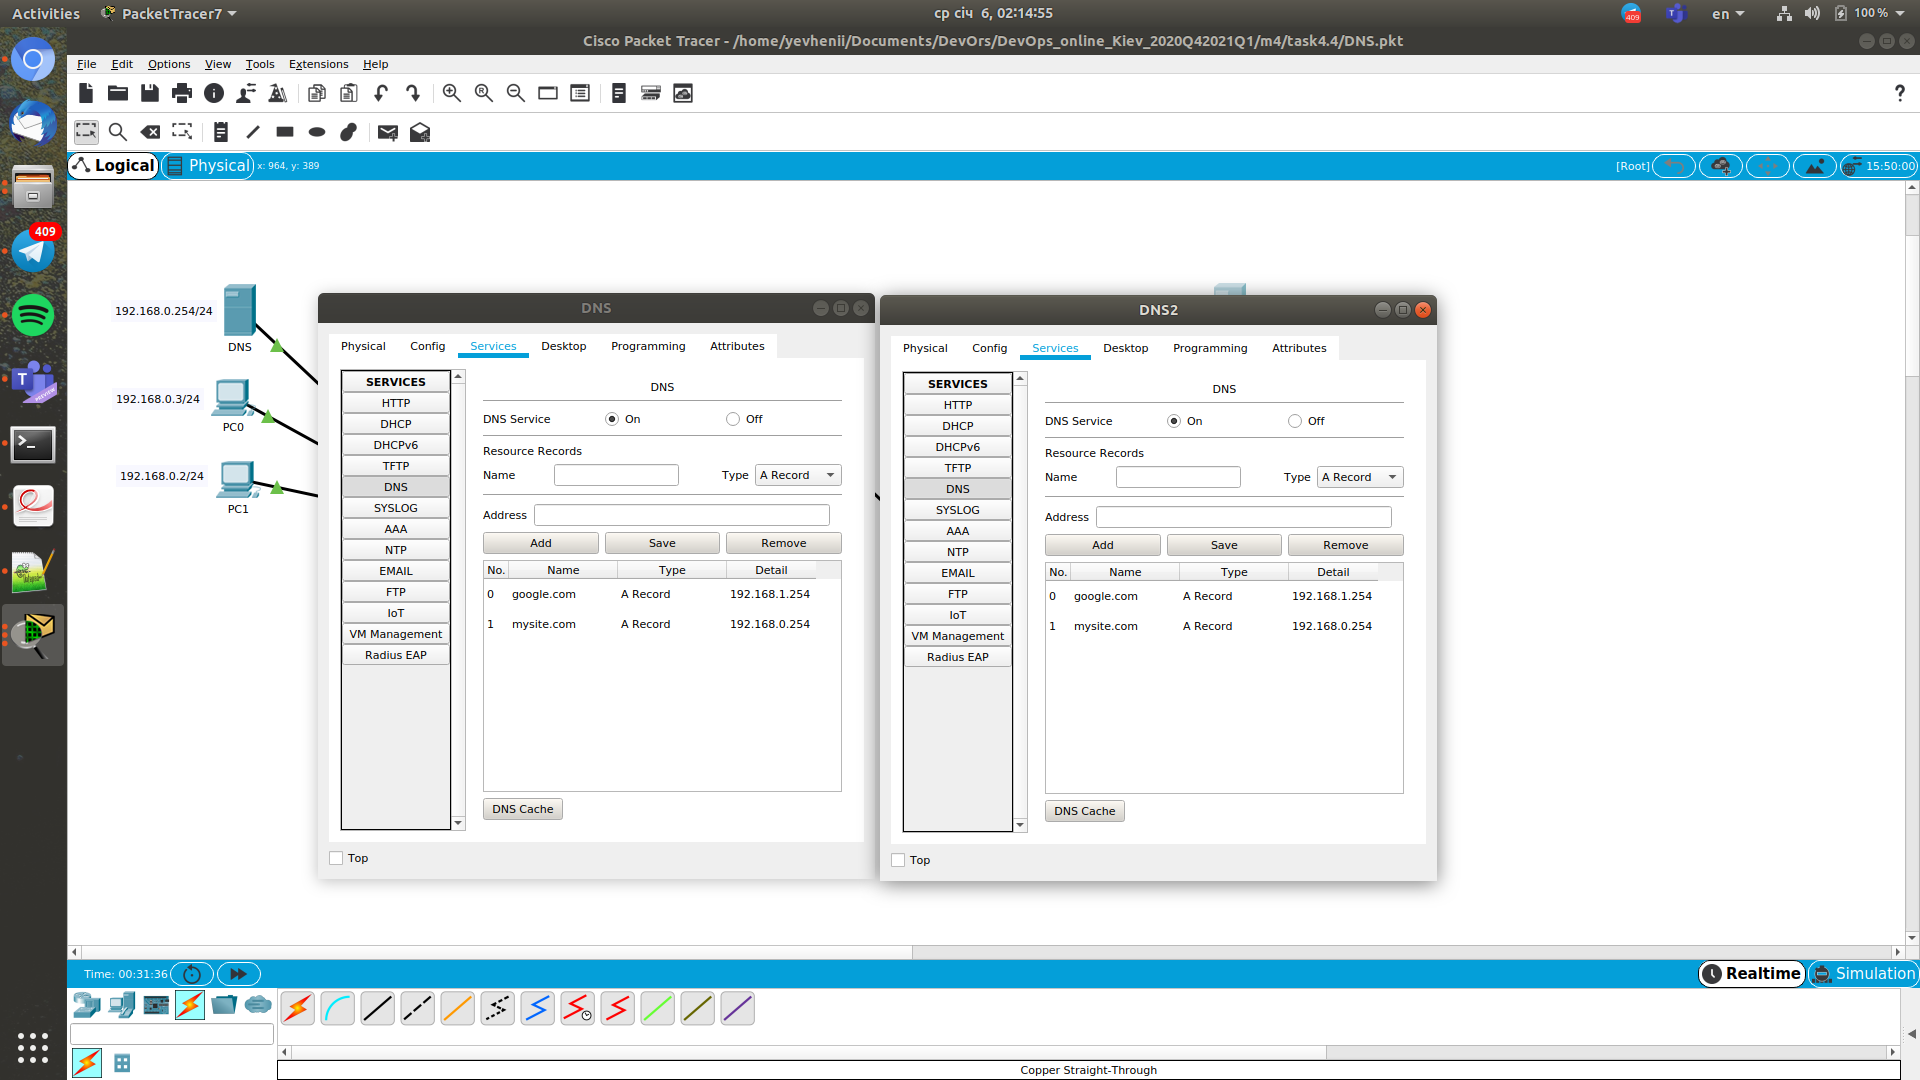 Activities PacketTracer7 ср січ 6, 02:14:55 409 en 100 %
Cisco Packet Tracer - /home/yevhenii/Documents/DevOrs/DevOps_online_Kiev_2020Q42021Q1/m4/task4.4/DNS.pkt
File Edit Options View Tools Extensions Help
?
Logical Physical x: 964, y: 389 [Root] 15:50:00
409
192.168.0.254/24
DNS
192.168.0.3/24
PC0
192.168.0.2/24
PC1
DNS
Physical Config Services Desktop Programming Attributes
SERVICES
HTTP
DHCP
DHCPv6
TFTP
DNS
SYSLOG
AAA
NTP
EMAIL
FTP
IoT
VM Management
Radius EAP
DNS
DNS Service On Off
Resource Records
Name Type A Record
Address
Add Save Remove
No. Name Type Detail
0 google.com A Record 192.168.1.254
1 mysite.com A Record 192.168.0.254
DNS Cache
Top
DNS2
Physical Config Services Desktop Programming Attributes
SERVICES
HTTP
DHCP
DHCPv6
TFTP
DNS
SYSLOG
AAA
NTP
EMAIL
FTP
IoT
VM Management
Radius EAP
DNS
DNS Service On Off
Resource Records
Name Type A Record
Address
Add Save Remove
No. Name Type Detail
0 google.com A Record 192.168.1.254
1 mysite.com A Record 192.168.0.254
DNS Cache
Top
Time: 00:31:36 Realtime Simulation
Copper Straight-Through